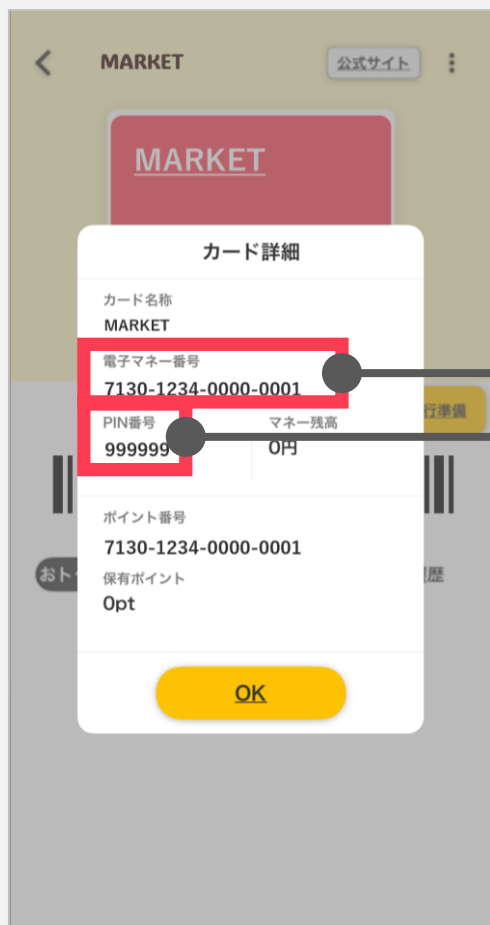 MARKET
公式サイト
MARKET
カード詳細
カード名称
MARKET
電子マネー番号
7130-1234-0000-0001
行準備
PIN番号
マネー残高
999999
0円
ポイント番号
7130-1234-0000-0001
おト
歴
保有ポイント
0pt
OK